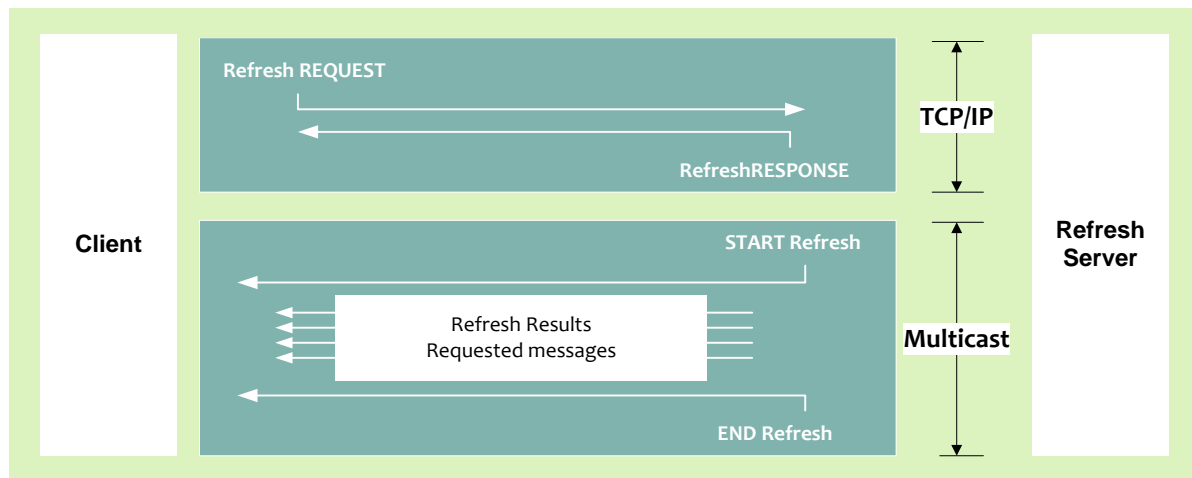 Refresh REQUEST
TCP/IP
RefreshRESPONSE
Client
START Refresh
Refresh
Server
Refresh Results
Requested messages
Multicast
END Refresh